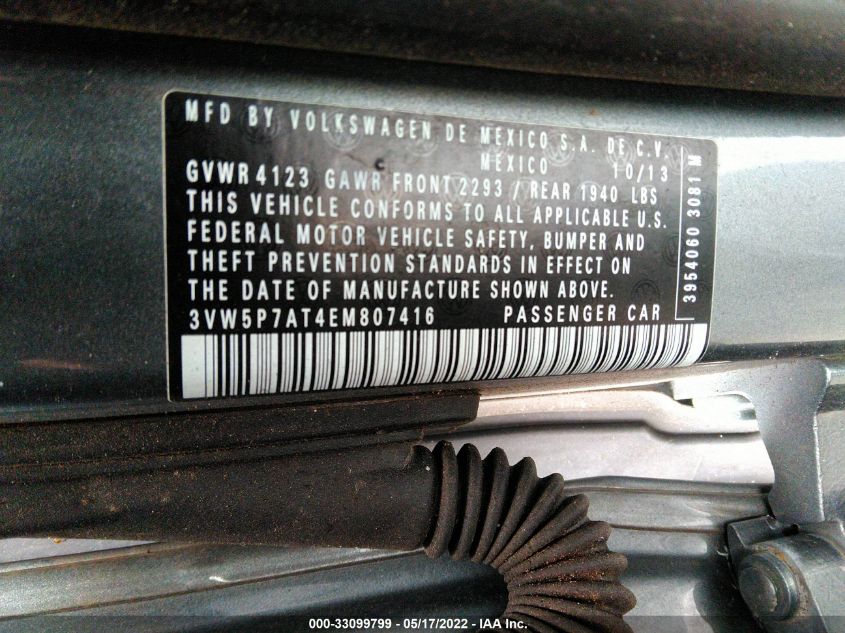 MFD BY VOLKSWAGEN DE MEXICO S.A. DE C.V.
MEXICO 10/13
GVWR 4123 GAWR FRONT 2293 / REAR 1940 LBS
THIS VEHICLE CONFORMS TO ALL APPLICABLE U.S.
FEDERAL MOTOR VEHICLE SAFETY, BUMPER AND
THEFT PREVENTION STANDARDS IN EFFECT ON
THE DATE OF MANUFACTURE SHOWN ABOVE.
3VW5P7AT4EM807416 PASSENGER CAR
3954060 3081 M
000-33099799 - 05/17/2022 - IAA Inc.